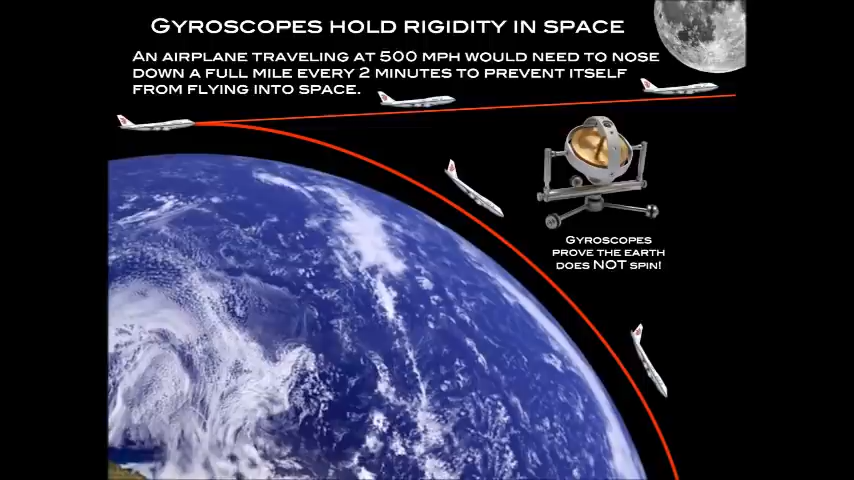 Gyroscopes hold rigidity in space
An airplane traveling at 500 mph would need to nose
down a full mile every 2 minutes to prevent itself
from flying into space.
Gyroscopes
prove the earth
does NOT spin!